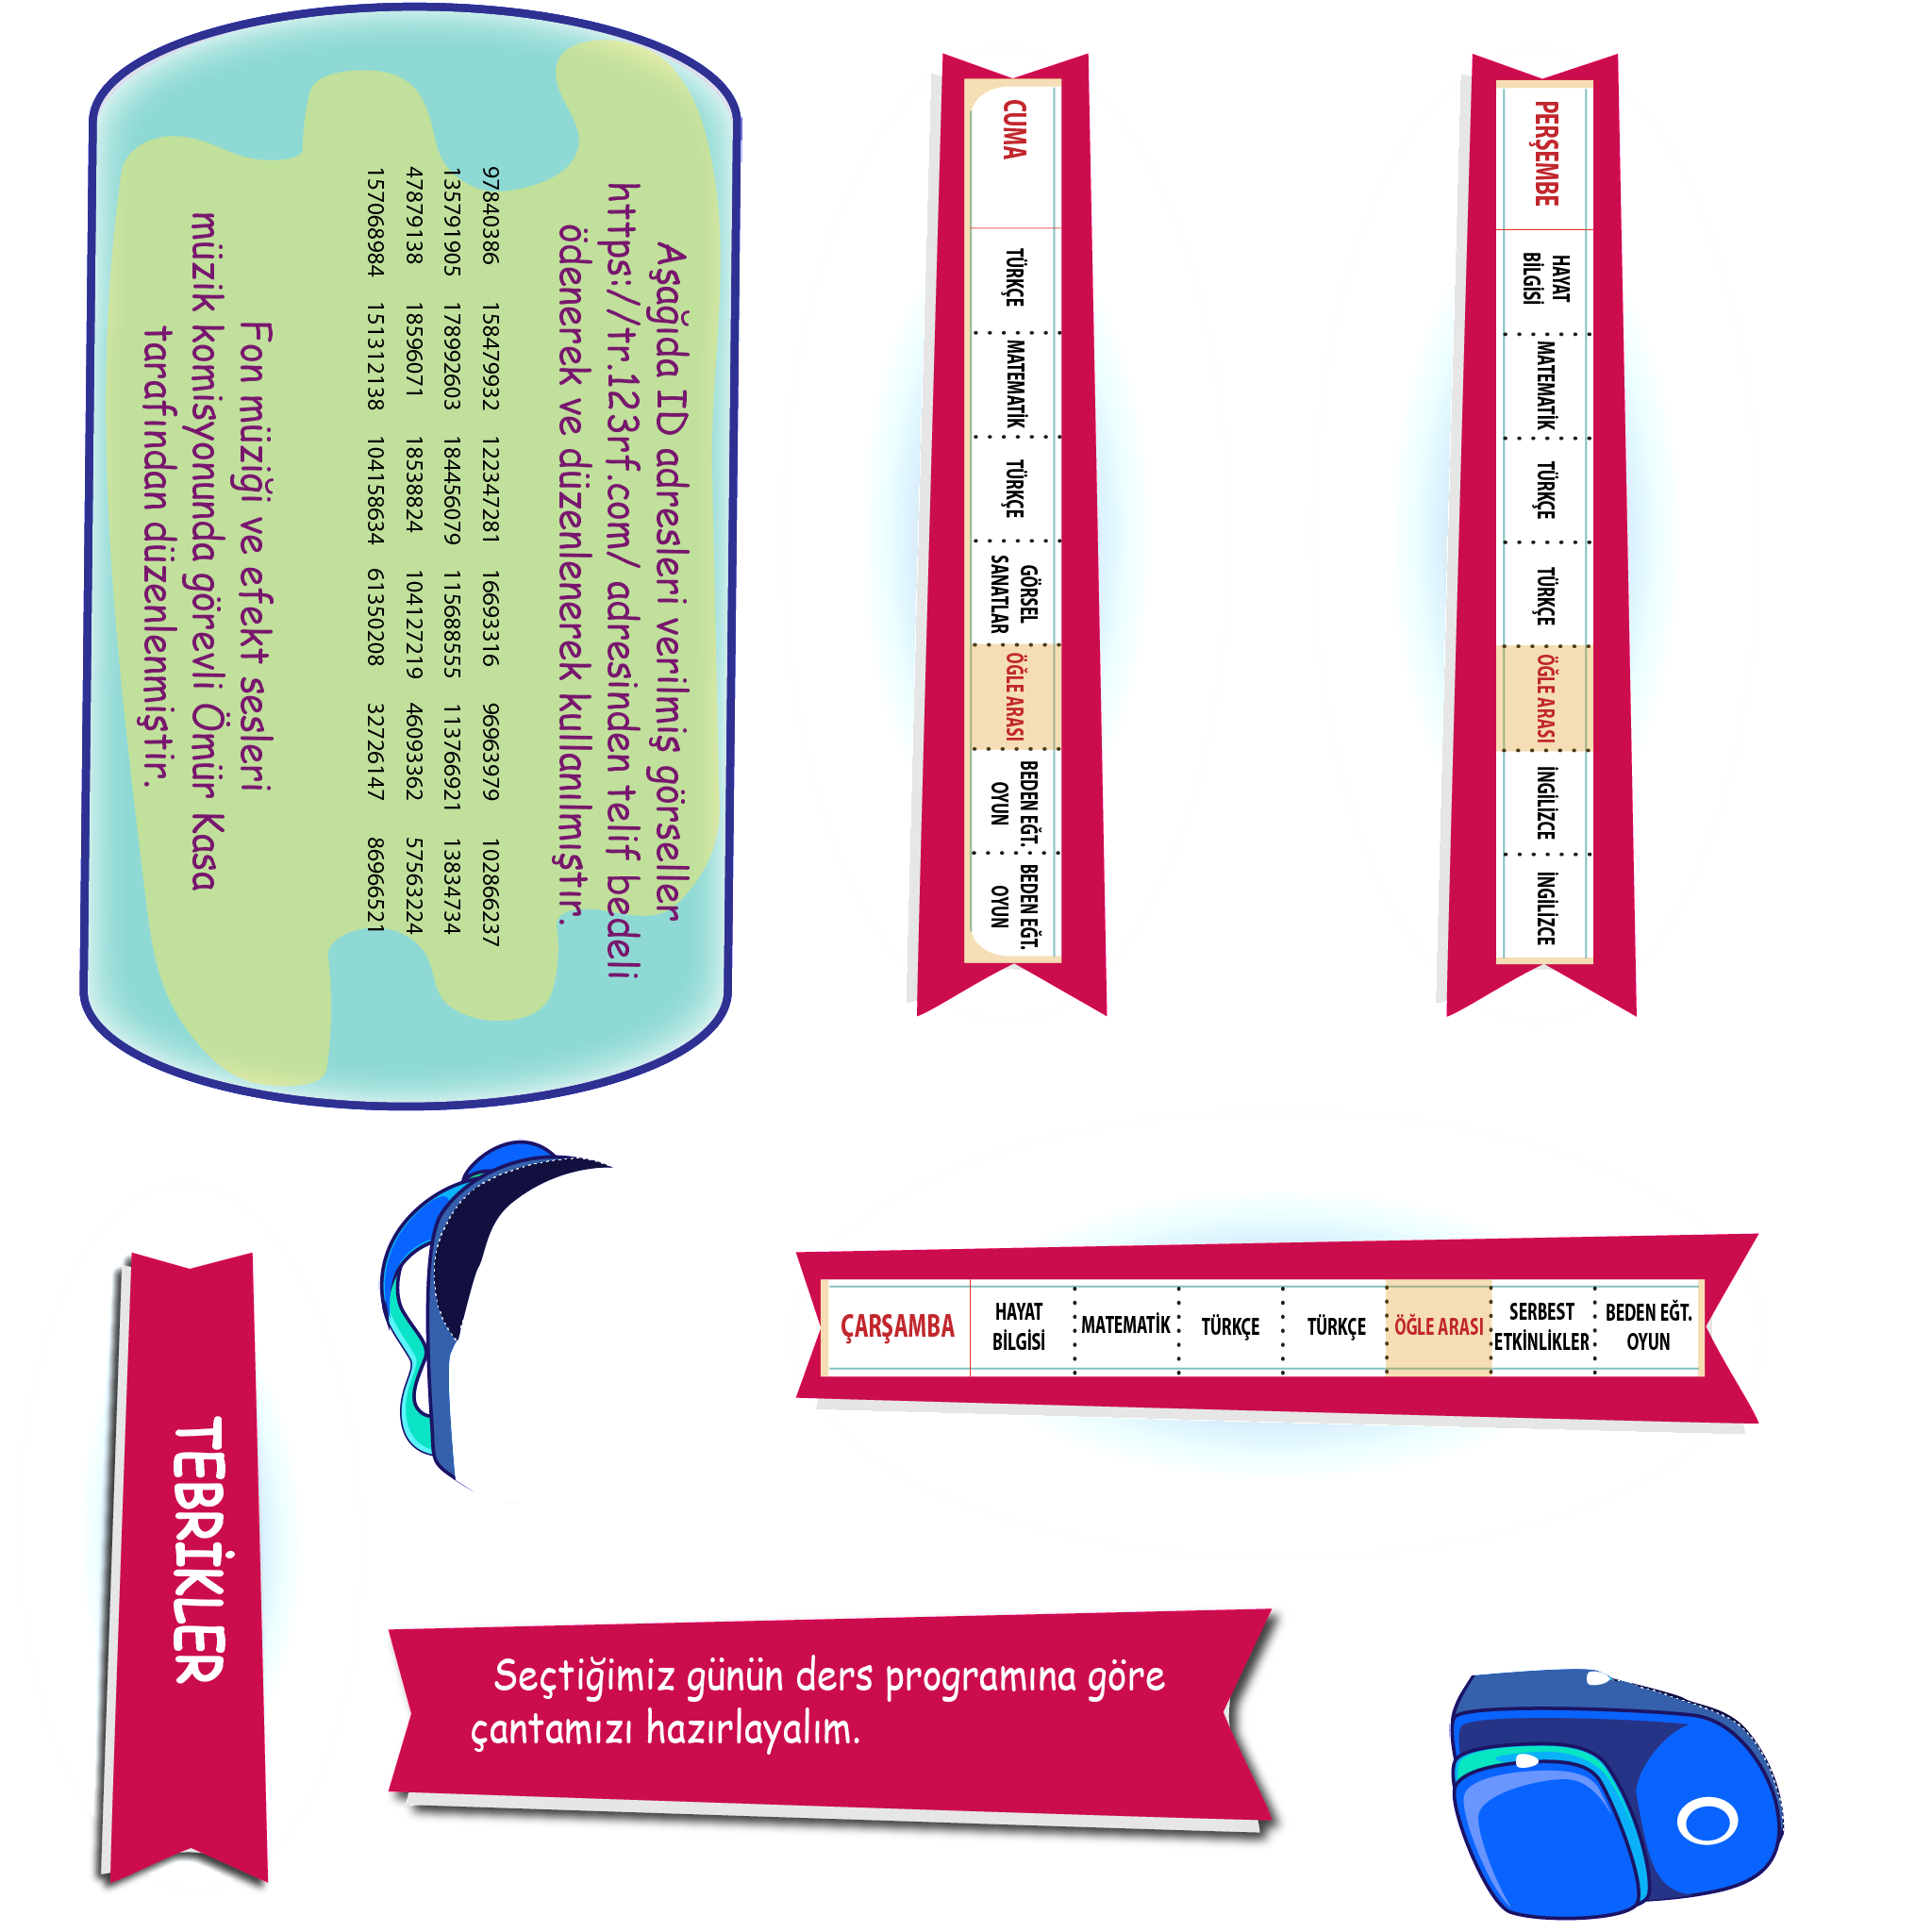 Aşağıda ID adresleri verilmiş görseller
https://tr.123rf.com/ adresinden telif bedeli
ödenerek ve düzenlenerek kullanılmıştır.
97840386 158479932 122347281 16693316 96963979 102866237
135791905 178992603 184456079 115688555 113766921 13834734
47879138 18596071 18538824 104127219 46093362 57563224
157068984 151312138 104158634 61350208 32726147 86966521
Fon müziği ve efekt sesleri
müzik komisyonunda görevli Ömür Kasa
tarafından düzenlenmiştir.
CUMA
TÜRKÇE
MATEMATİK
TÜRKÇE
GÖRSEL
SANATLAR
ÖĞLE ARASI
BEDEN EĞT.
OYUN
BEDEN EĞT.
OYUN
PERŞEMBE
HAYAT
BİLGİSİ
MATEMATİK
TÜRKÇE
TÜRKÇE
ÖĞLE ARASI
İNGİLİZCE
İNGİLİZCE
ÇARŞAMBA
HAYAT
BİLGİSİ
MATEMATİK
TÜRKÇE
TÜRKÇE
ÖĞLE ARASI
SERBEST
ETKİNLİKLER
BEDEN EĞT.
OYUN
TEBRİKLER
Seçtiğimiz günün ders programına göre
çantamızı hazırlayalım.